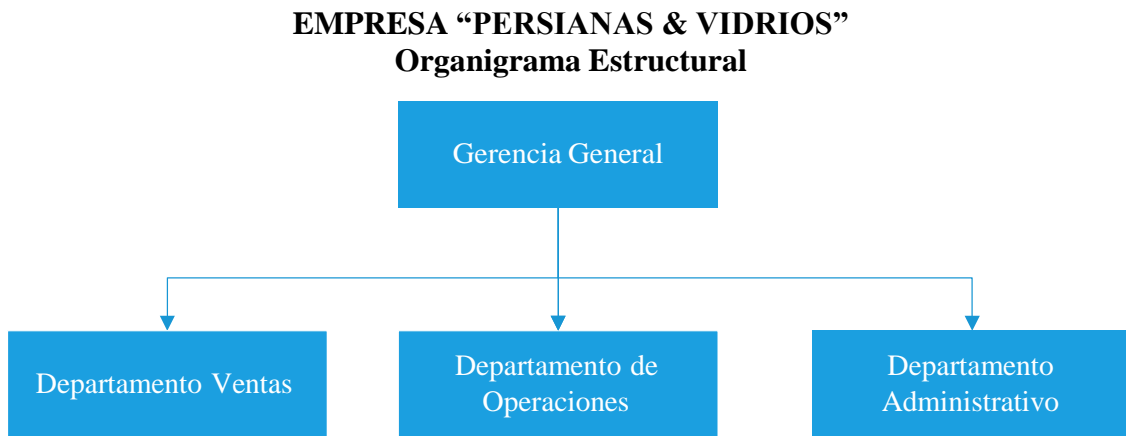 EMPRESA “PERSIANAS & VIDRIOS”
Organigrama Estructural
Gerencia General
Departamento Ventas
Departamento de
Operaciones
Departamento
Administrativo